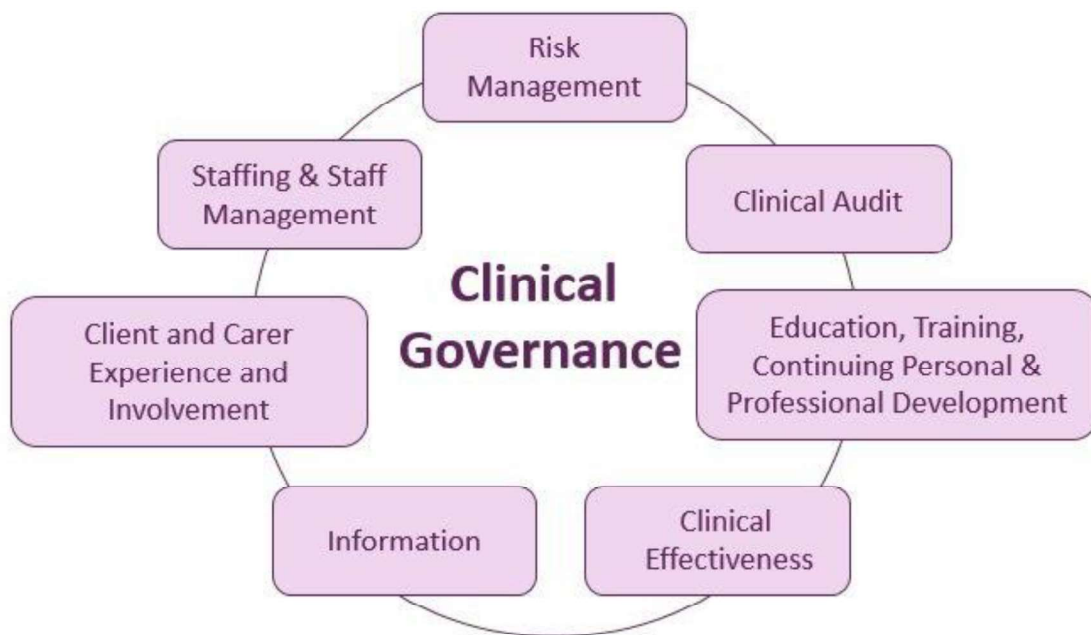 Risk
Management
Staffing & Staff
Management
Clinical Audit
Clinical
Governance
Client and Carer
Experience and
Involvement
Education, Training,
Continuing Personal &
Professional Development
Information
Clinical
Effectiveness